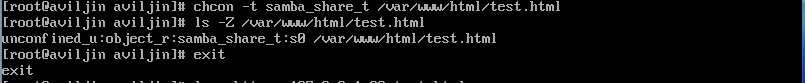 [root@aviljin aviljin]# chcon -t samba_share_t /var/www/html/test.html
[root@aviljin aviljin]# ls -Z /var/www/html/test.html
unconfined_u:object_r:samba_share_t:s0 /var/www/html/test.html
[root@aviljin aviljin]# exit
exit